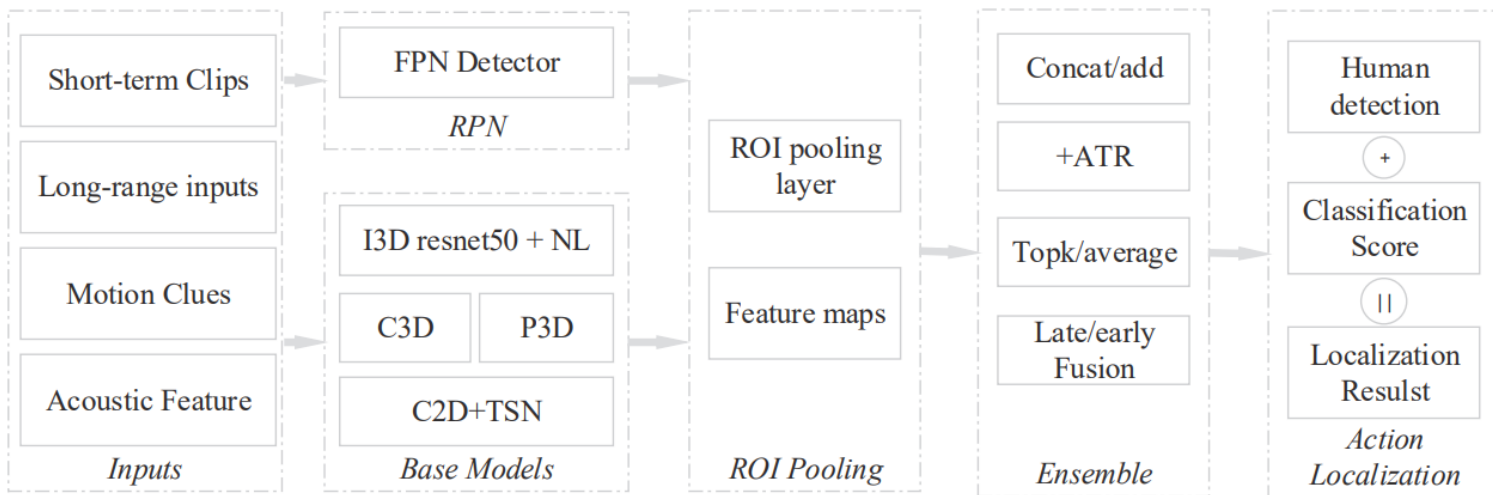 Short-term Clips
Long-range inputs
Motion Clues
Acoustic Feature
Inputs
FPN Detector
RPN
I3D resnet50 + NL
C3D
P3D
C2D+TSN
Base Models
ROI pooling
layer
Feature maps
ROI Pooling
Concat/add
+ATR
Topk/average
Late/early
Fusion
Ensemble
Human
detection
+
Classification
Score
||
Localization
Resulst
Action
Localization